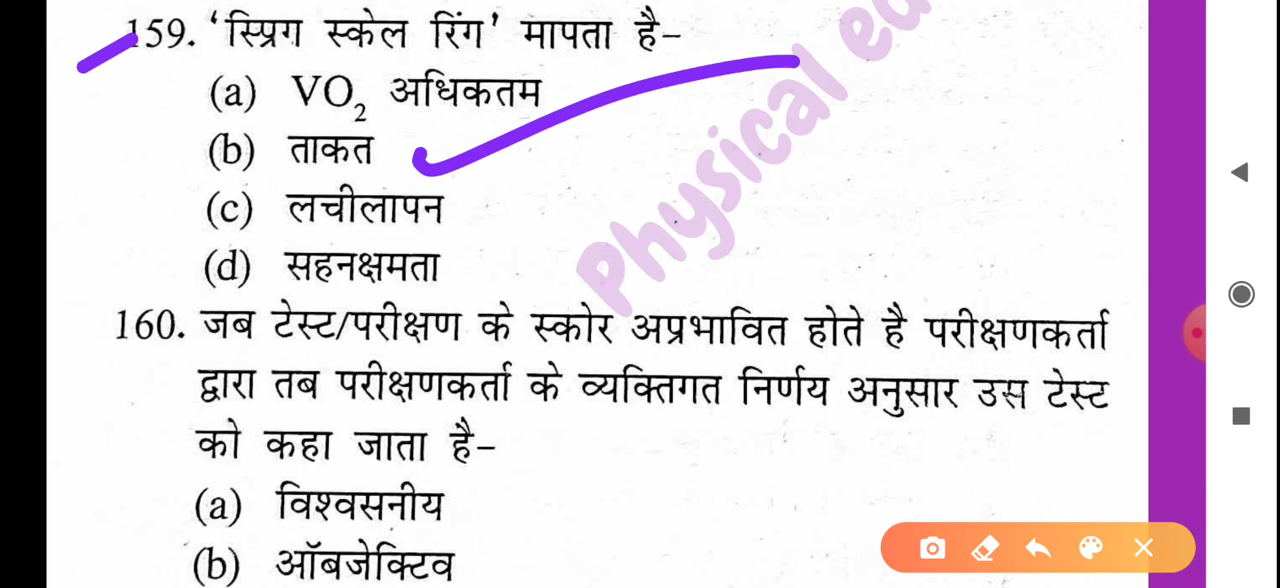 159. ‘स्प्रिग स्केल रिंग’ मापता है-
(a) VO₂ अधिकतम
(b) ताकत
(c) लचीलापन
(d) सहनक्षमता
160. जब टेस्ट/परीक्षण के स्कोर अप्रभावित होते है परीक्षणकर्ता
द्वारा तब परीक्षणकर्ता के व्यक्तिगत निर्णय अनुसार उस टेस्ट
को कहा जाता है-
(a) विश्वसनीय
(b) ऑबजेक्टिव
Physical ed